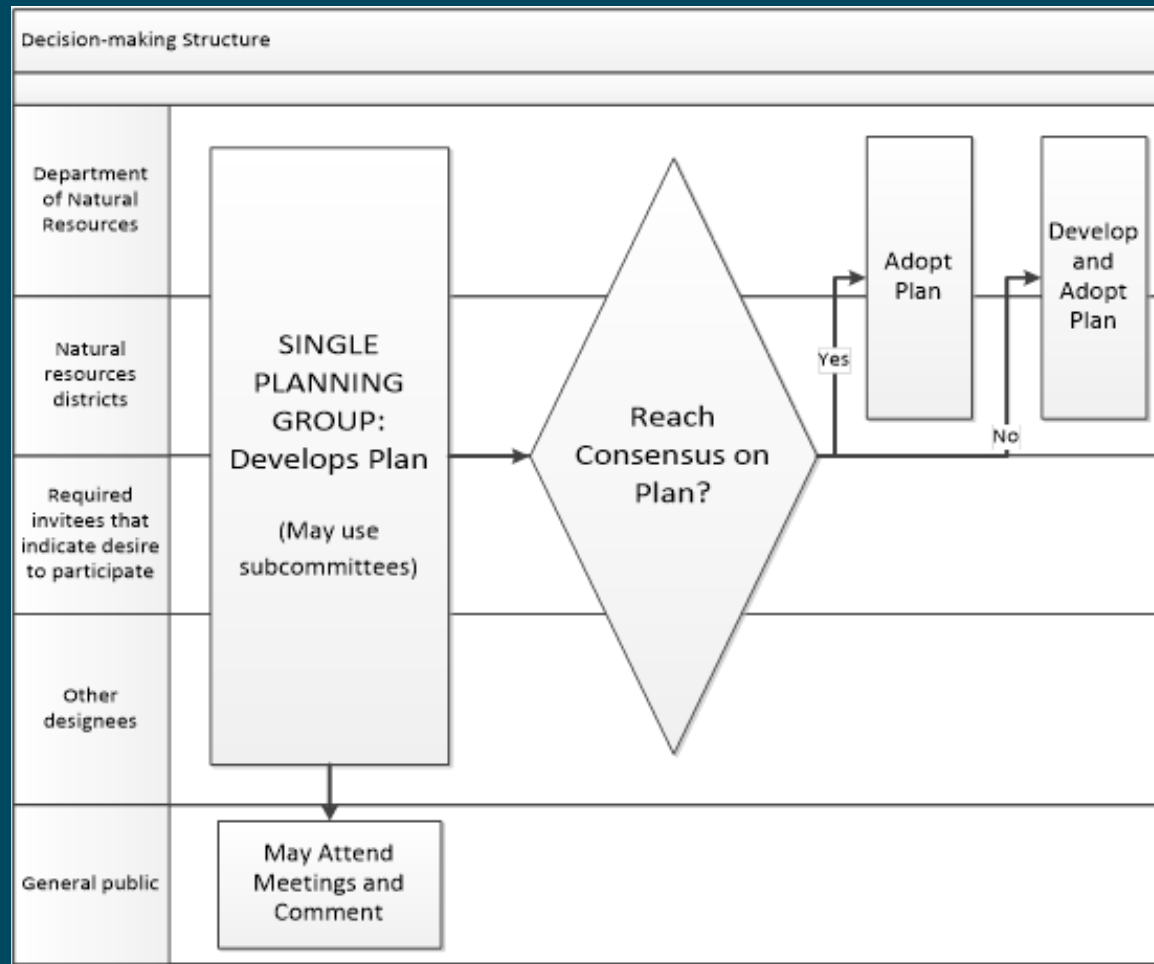 Decision-making Structure
Department
of Natural
Resources
Natural
resources
districts
Required
invitees that
indicate desire
to participate
Other
designees
General public
SINGLE
PLANNING
GROUP:
Develops Plan
(May use
subcommittees)
May Attend
Meetings and
Comment
Reach
Consensus on
Plan?
Yes
No
Adopt
Plan
Develop
and
Adopt
Plan